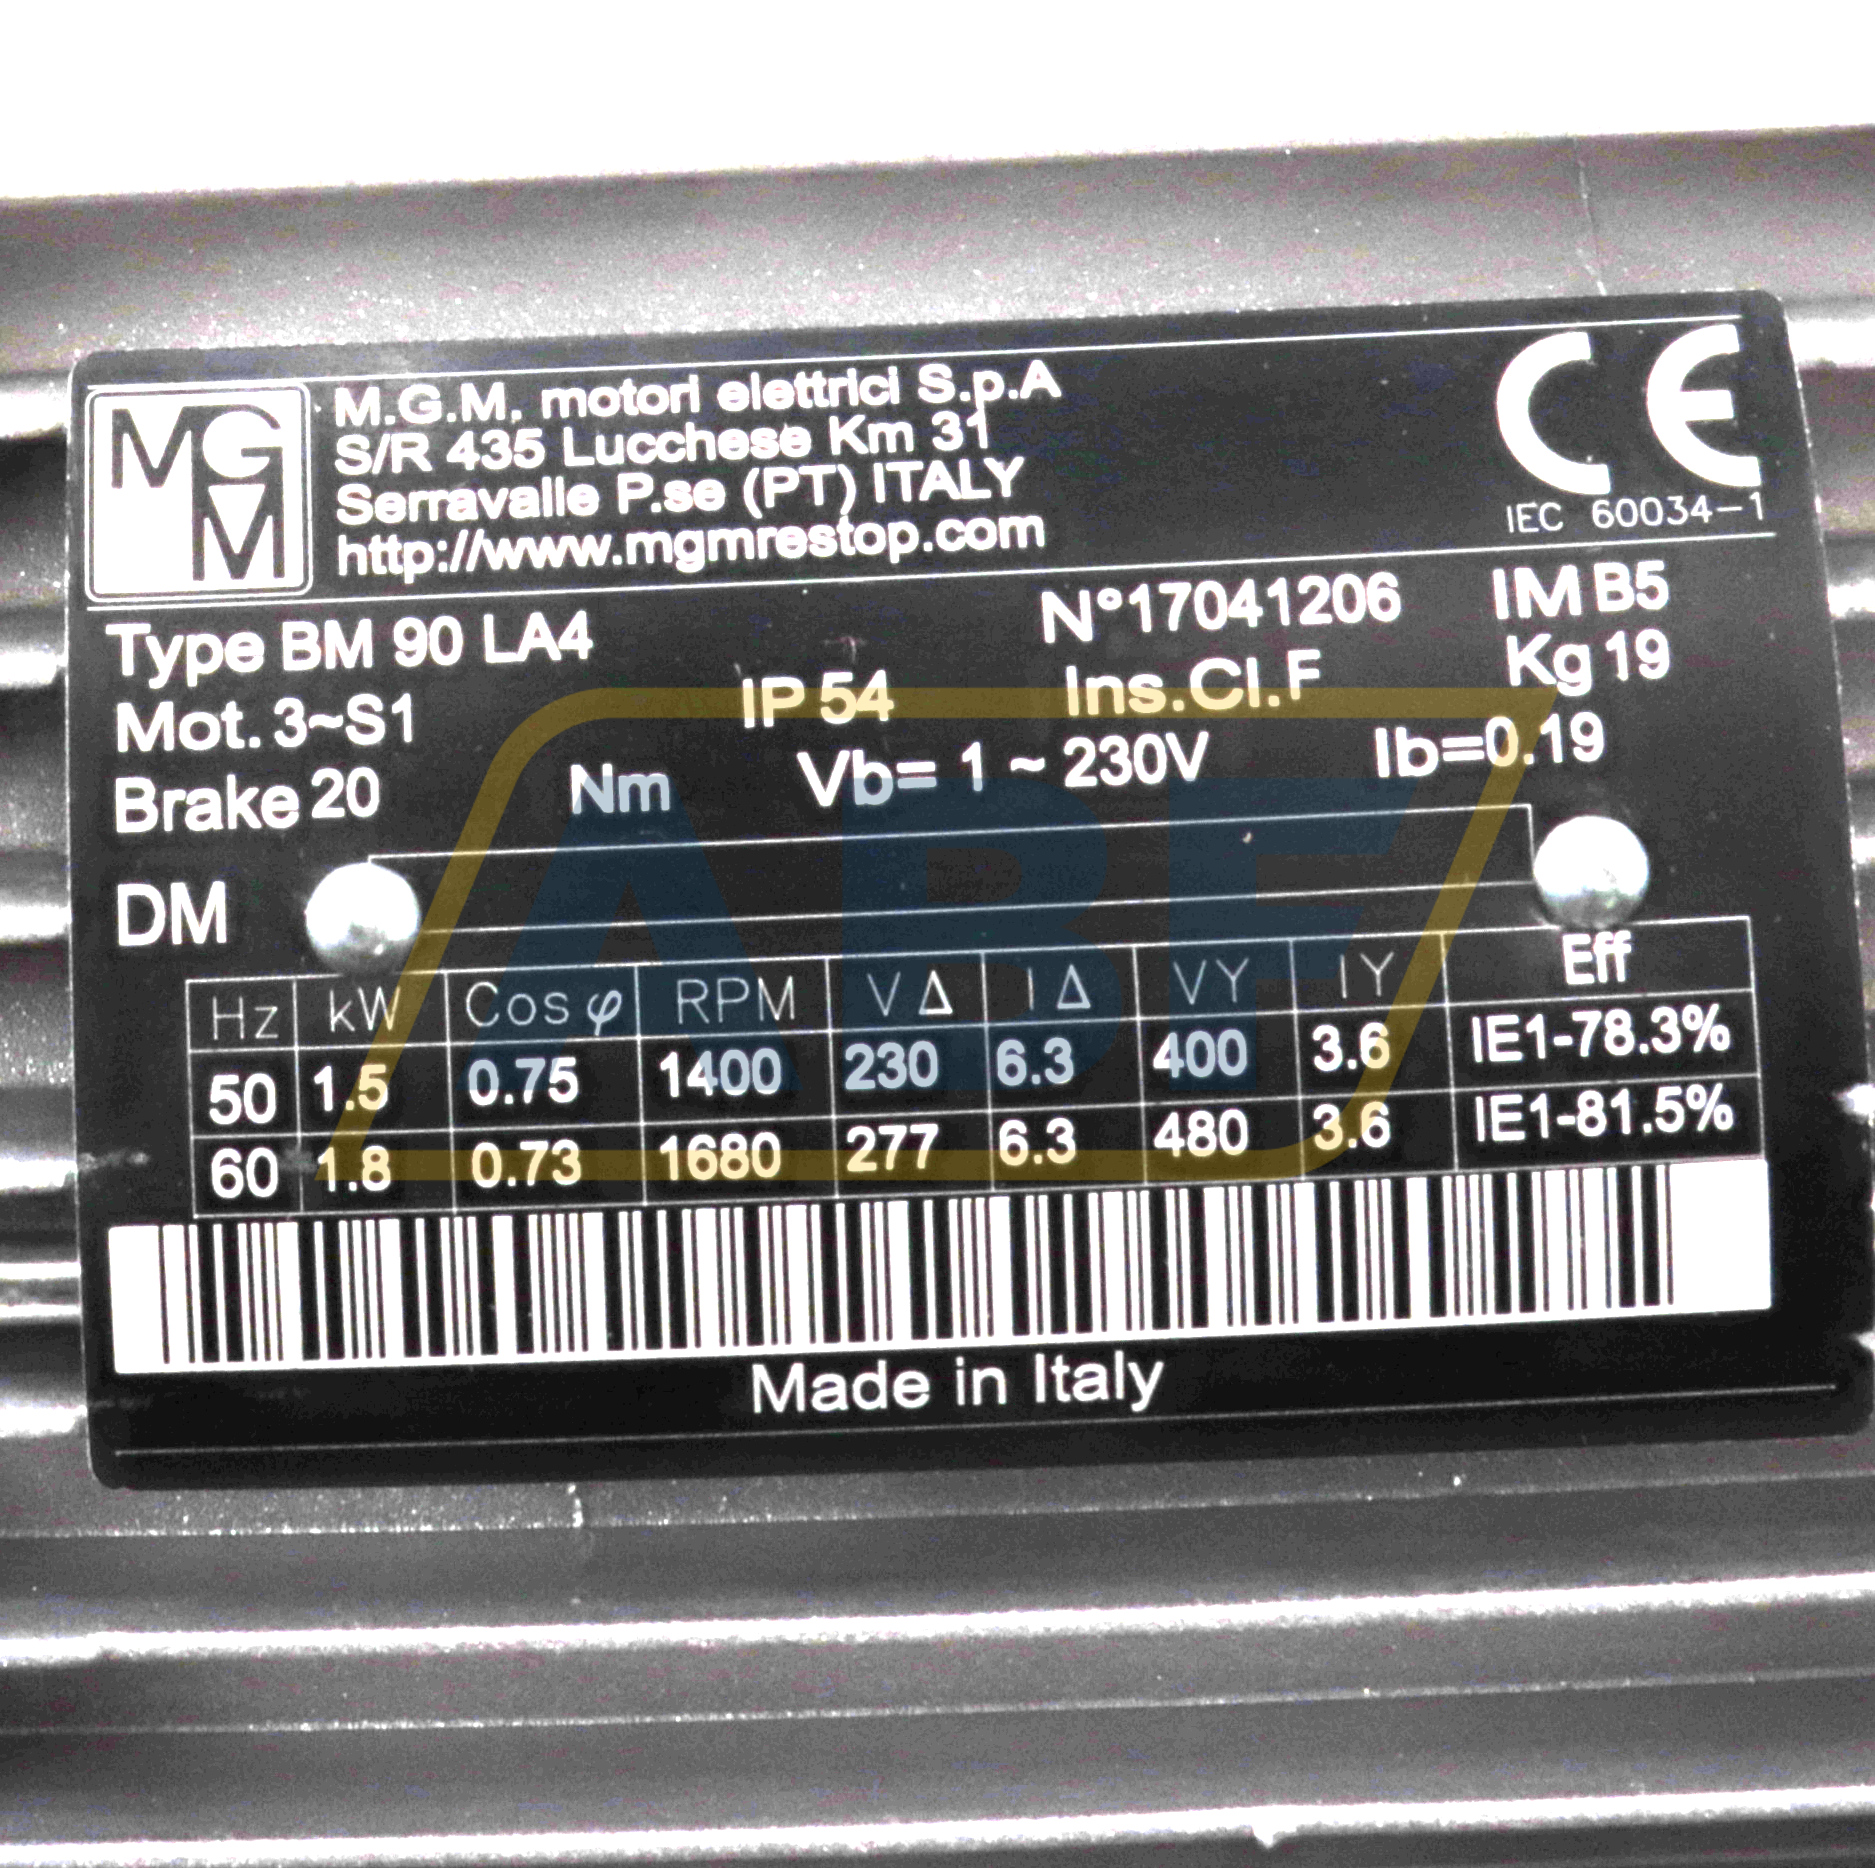 MGM
M.G.M. motori elettrici S.p.A
S/R 435 Lucchese Km 31
Serravalle P.se (PT) ITALY
http://www.mgmrestop.com
CE
IEC 60034-1
Type BM 90 LA4 N°17041206 IM B5
Mot. 3~S1 IP 54 Ins.Cl.F Kg 19
Brake 20 Nm Vb= 1 ~ 230V Ib=0.19
DM
Hz kW Cos φ RPM V Δ I Δ VY IY Eff
50 1.5 0.75 1400 230 6.3 400 3.6 IE1-78.3%
60 1.8 0.73 1680 277 6.3 480 3.6 IE1-81.5%
Made in Italy
ABF